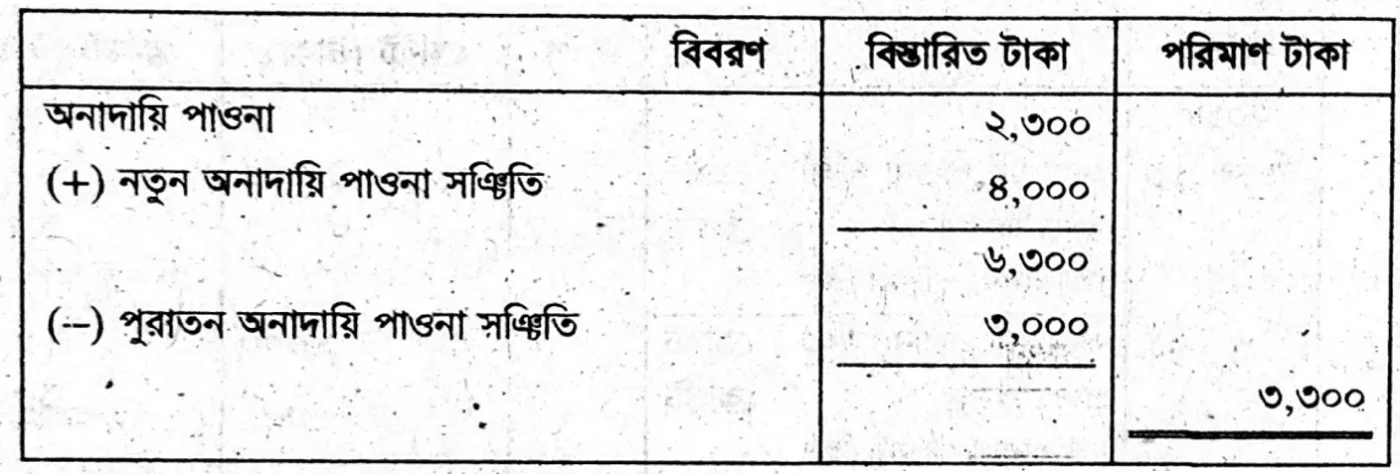 বিবরণ বিস্তারিত টাকা পরিমাণ টাকা
অনাদায়ি পাওনা ২,৩০০
(+) নতুন অনাদায়ি পাওনা সঞ্চিতি ৪,০০০
৬,৩০০
(–) পুরাতন অনাদায়ি পাওনা সঞ্চিতি ৩,০০০
৩,৩০০